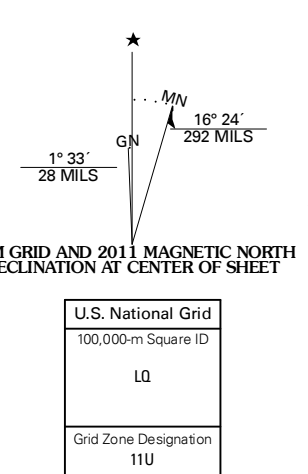 MN
GN
16° 24´
292 MILS
1° 33´
28 MILS
M GRID AND 2011 MAGNETIC NORTH
ECLINATION AT CENTER OF SHEET
U.S. National Grid
100,000-m Square ID
LQ
Grid Zone Designation
11U